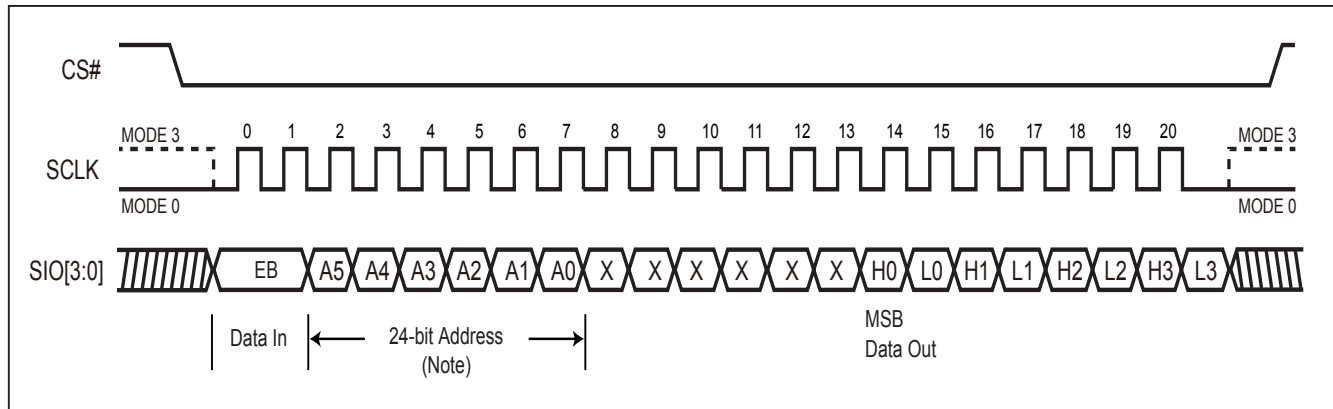 CS#
MODE 3 0 1 2 3 4 5 6 7 8 9 10 11 12 13 14 15 16 17 18 19 20 MODE 3
SCLK
MODE 0 MODE 0
SIO[3:0] EB A5 A4 A3 A2 A1 A0 X X X X X X H0 L0 H1 L1 H2 L2 H3 L3
Data In 24-bit Address MSB
(Note) Data Out